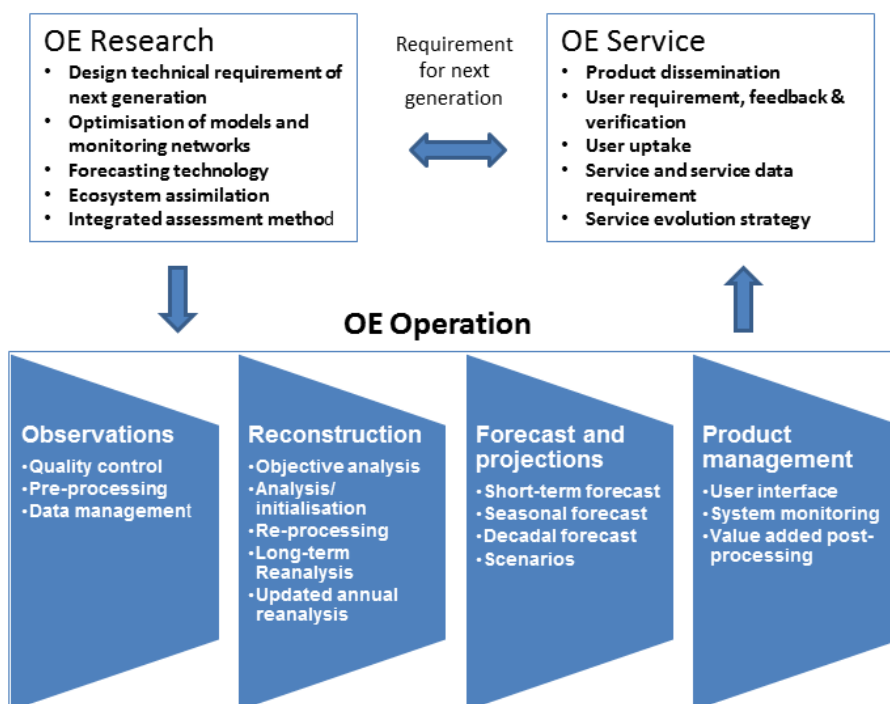 OE Research
• Design technical requirement of
next generation
• Optimisation of models and
monitoring networks
• Forecasting technology
• Ecosystem assimilation
• Integrated assessment method
Requirement
for next
generation
OE Service
• Product dissemination
• User requirement, feedback &
verification
• User uptake
• Service and service data
requirement
• Service evolution strategy
OE Operation
Observations
•Quality control
•Pre-processing
•Data management
Reconstruction
•Objective analysis
•Analysis/
initialisation
•Re-processing
•Long-term
Reanalysis
•Updated annual
reanalysis
Forecast and
projections
•Short-term forecast
•Seasonal forecast
•Decadal forecast
•Scenarios
Product
management
•User interface
•System monitoring
•Value added post-
processing